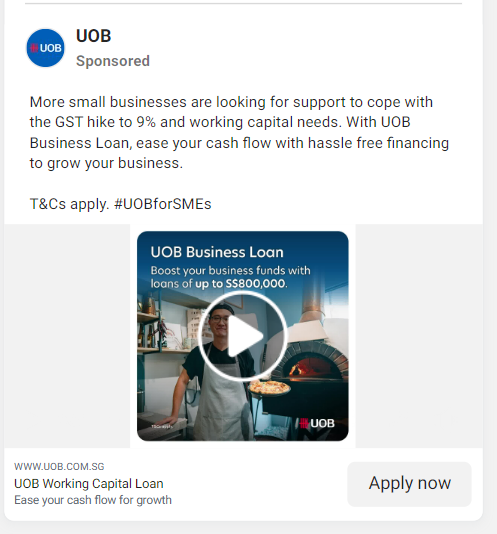 UOB
UOB
Sponsored
More small businesses are looking for support to cope with
the GST hike to 9% and working capital needs. With UOB
Business Loan, ease your cash flow with hassle free financing
to grow your business.
T&Cs apply. #UOBforSMEs
UOB Business Loan
Boost your business funds with
loans of up to S$800,000.
UOB
WWW.UOB.COM.SG
UOB Working Capital Loan
Ease your cash flow for growth
Apply now